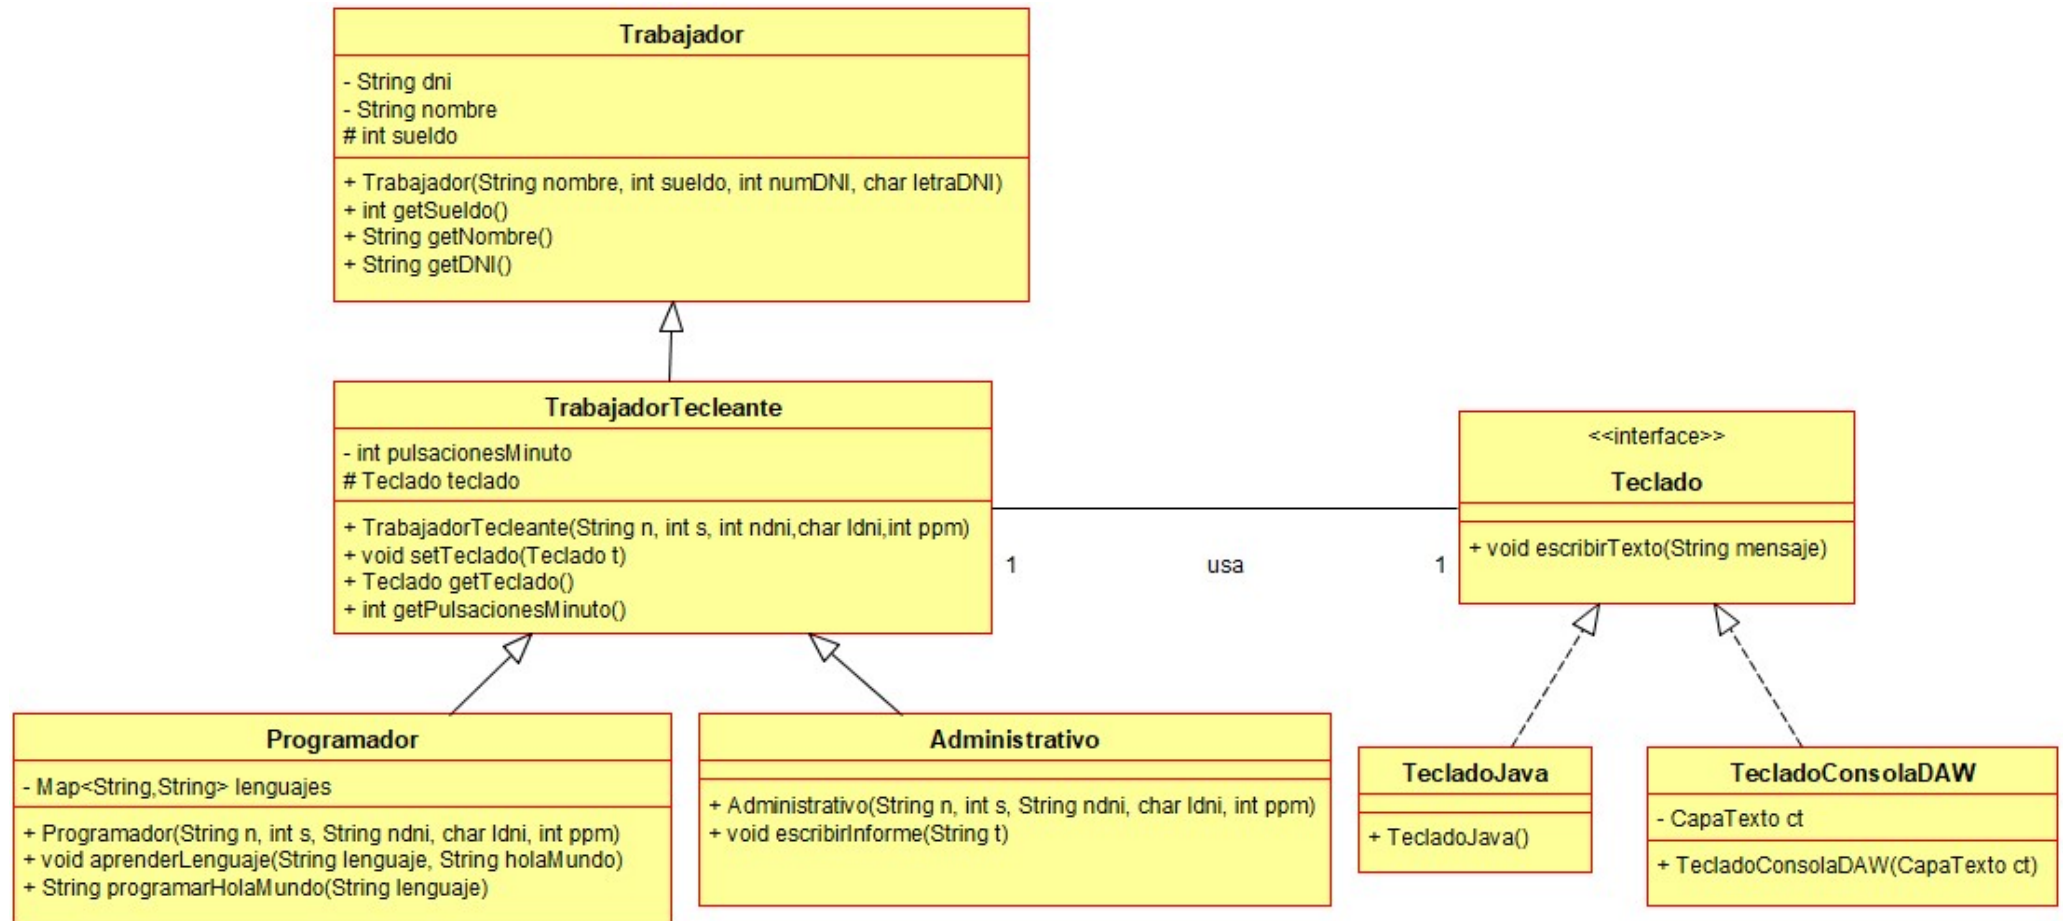 Trabajador
- String dni
- String nombre
# int sueldo
+ Trabajador(String nombre, int sueldo, int numDNI, char letraDNI)
+ int getSueldo()
+ String getNombre()
+ String getDNI()
TrabajadorTecleante
- int pulsacionesMinuto
# Teclado teclado
+ TrabajadorTecleante(String n, int s, int ndni,char ldni,int ppm)
+ void setTeclado(Teclado t)
+ Teclado getTeclado()
+ int getPulsacionesMinuto()
1 usa 1
<<interface>>
Teclado
+ void escribirTexto(String mensaje)
Programador
- Map<String,String> lenguajes
+ Programador(String n, int s, String ndni, char ldni, int ppm)
+ void aprenderLenguaje(String lenguaje, String holaMundo)
+ String programarHolaMundo(String lenguaje)
Administrativo
+ Administrativo(String n, int s, String ndni, char ldni, int ppm)
+ void escribirInforme(String t)
TecladoJava
+ TecladoJava()
TecladoConsolaDAW
- CapaTexto ct
+ TecladoConsolaDAW(CapaTexto ct)